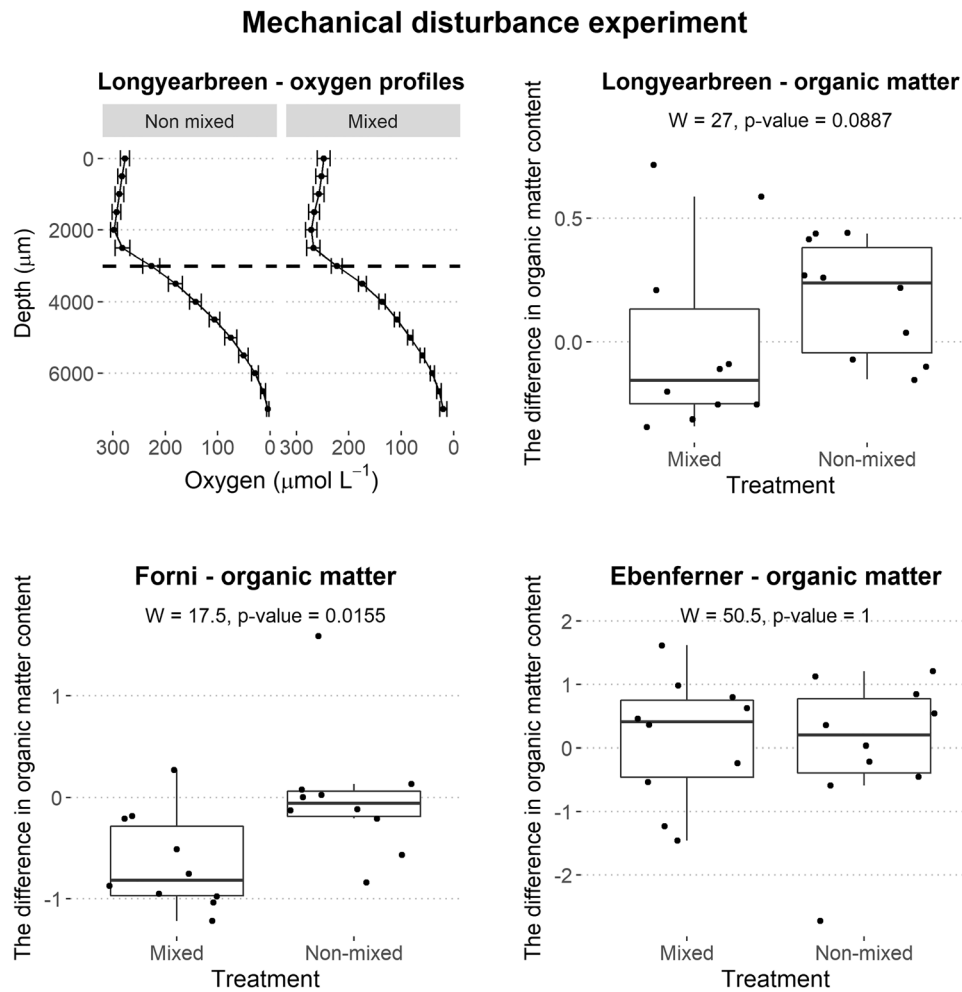 Mechanical disturbance experiment
Longyearbreen - oxygen profiles
Non mixed
Mixed
Depth (μm)
0
2000
4000
6000
300
200
100
0
300
200
100
0
Oxygen (μmol L⁻¹)
Longyearbreen - organic matter
W = 27, p-value = 0.0887
The difference in organic matter content
0.5
0.0
Mixed
Non-mixed
Treatment
Forni - organic matter
W = 17.5, p-value = 0.0155
The difference in organic matter content
1
0
-1
Mixed
Non-mixed
Treatment
Ebenferner - organic matter
W = 50.5, p-value = 1
The difference in organic matter content
2
1
0
-1
-2
Mixed
Non-mixed
Treatment